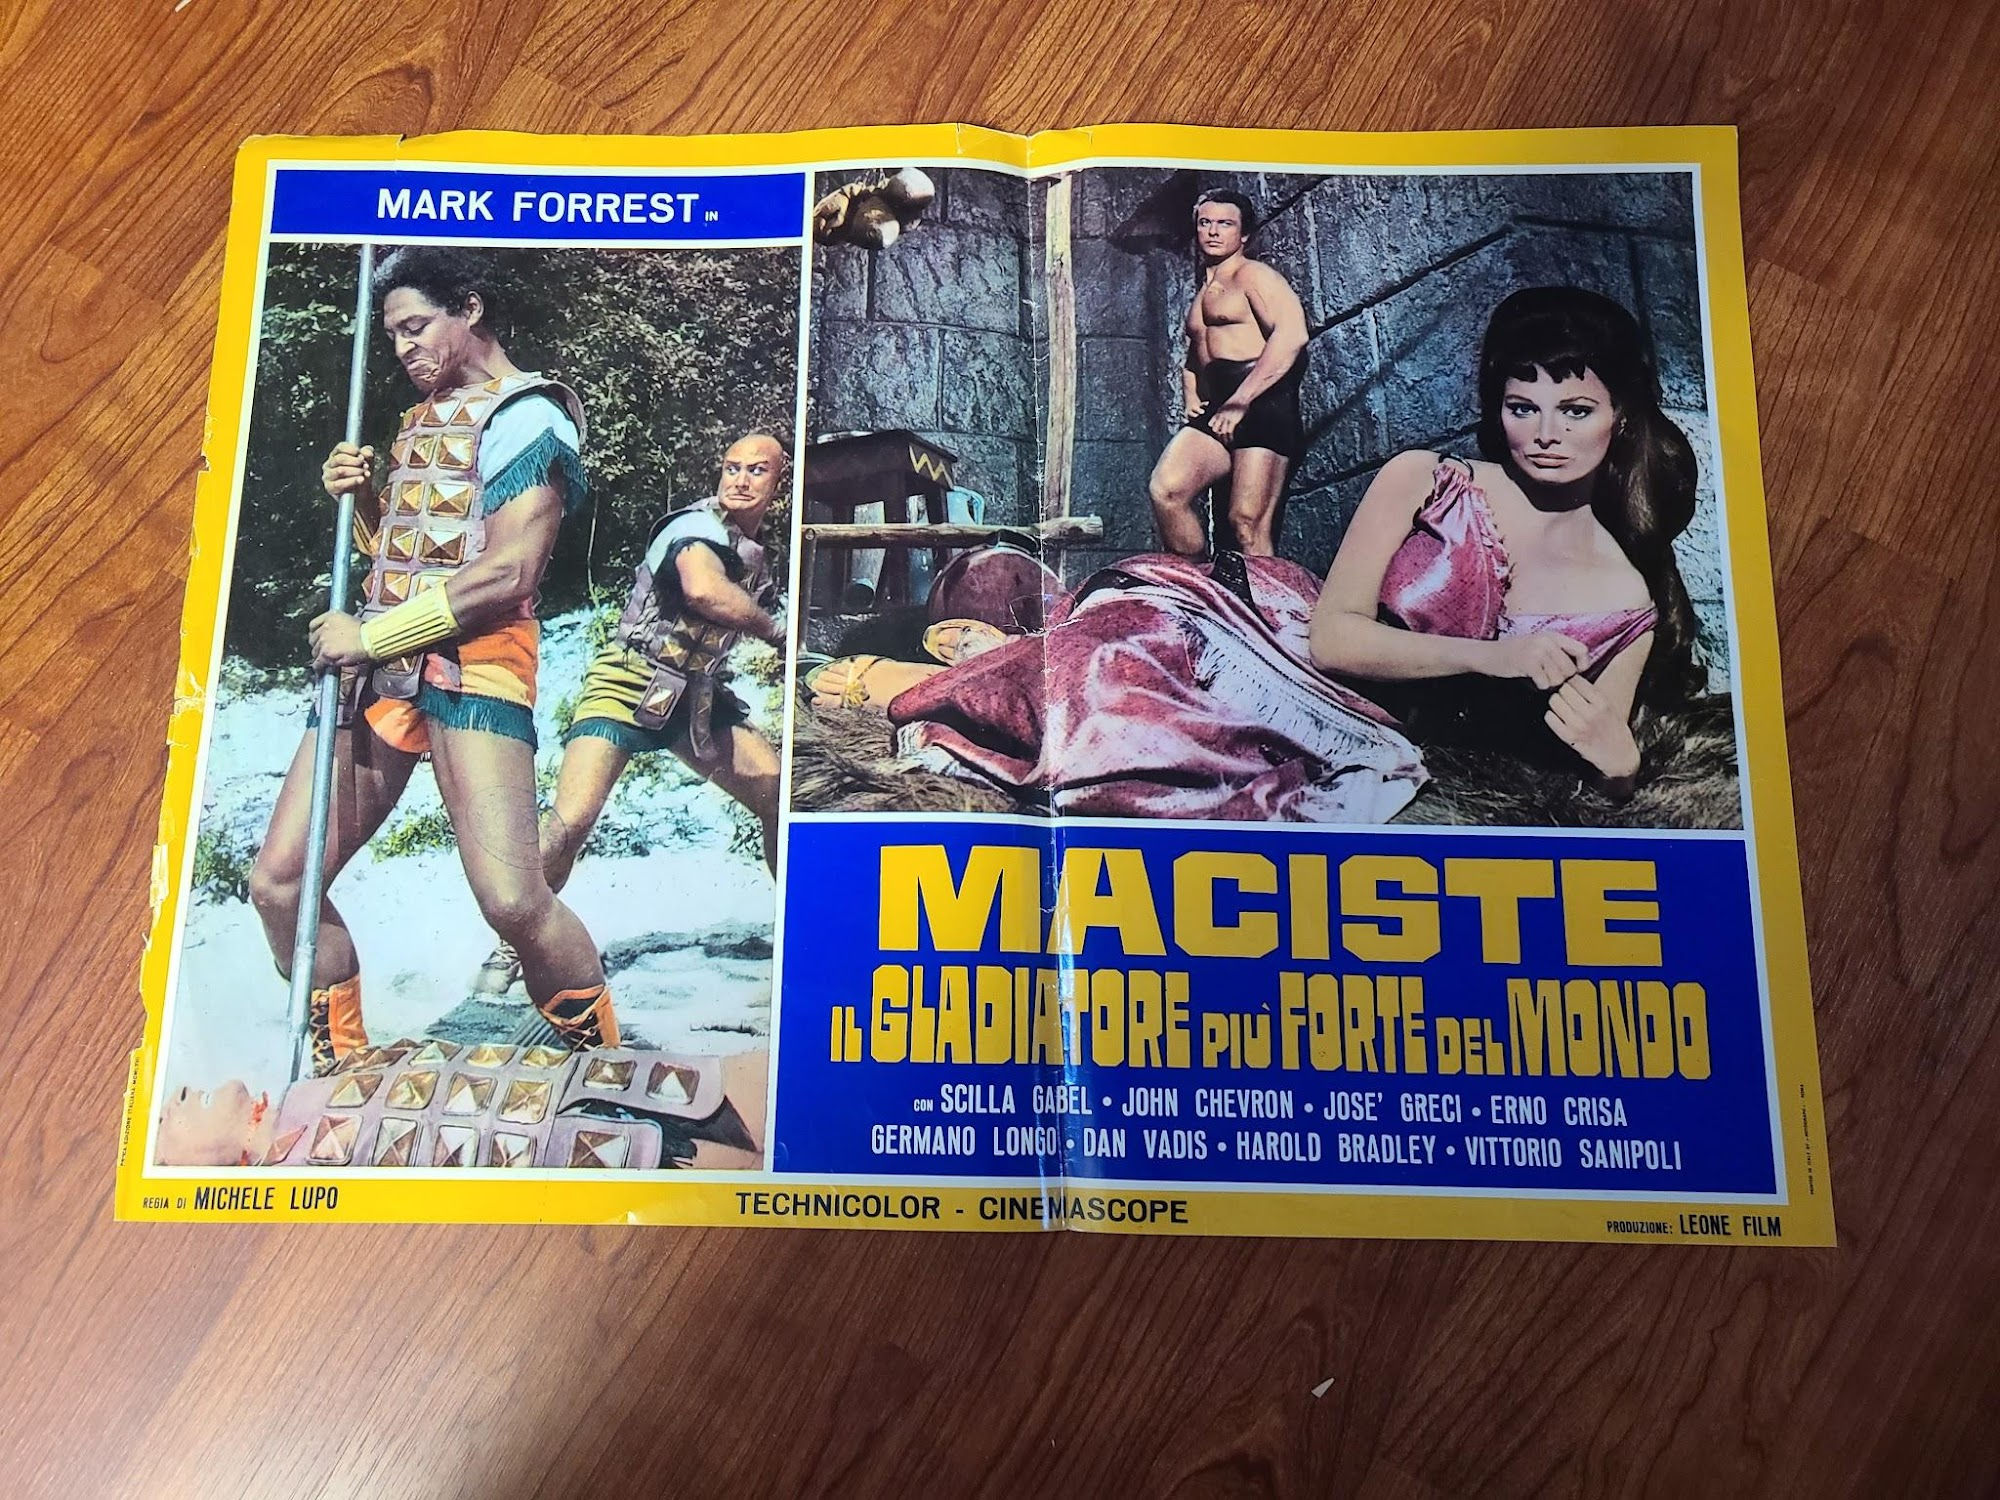 MARK FORREST IN
MACISTE
IL GLADIATORE PIÙ FORTE DEL MONDO
CON SCILLA GABEL • JOHN CHEVRON • JOSE' GRECI • ERNO CRISA
GERMANO LONGO • DAN VADIS • HAROLD BRADLEY • VITTORIO SANIPOLI
REGIA DI MICHELE LUPO
TECHNICOLOR - CINEMASCOPE
PRODUZIONE: LEONE FILM